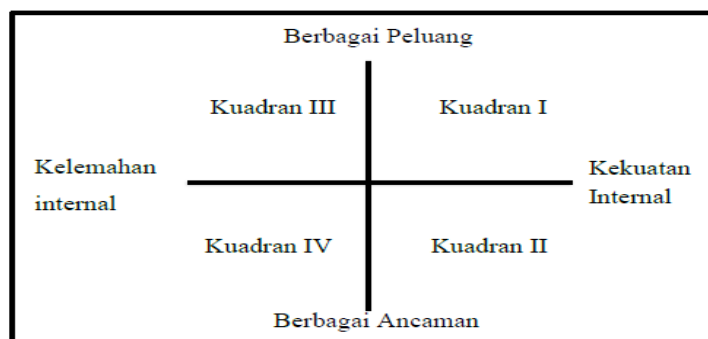 Berbagai Peluang
Kuadran III
Kuadran I
Kelemahan
internal
Kekuatan
Internal
Kuadran IV
Kuadran II
Berbagai Ancaman